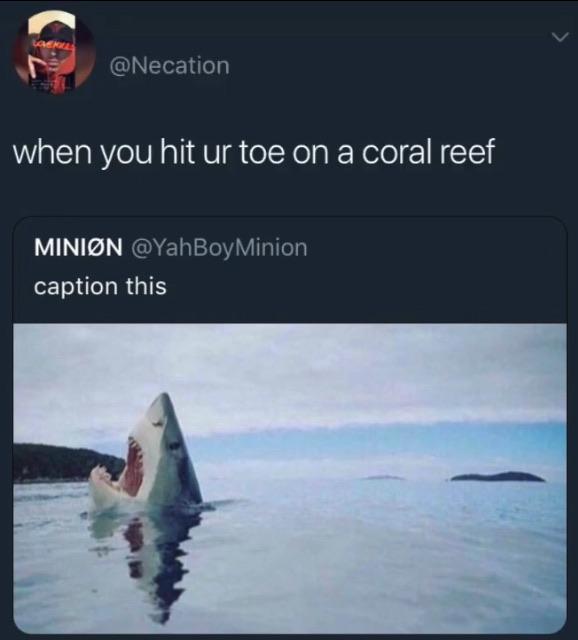 @Necation
when you hit ur toe on a coral reef
MINIØN @YahBoyMinion
caption this